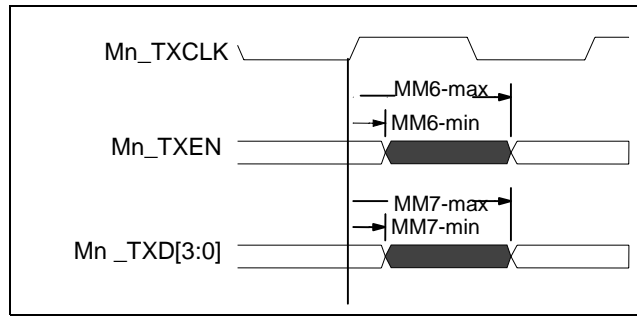 Mn_TXCLK
MM6-max
MM6-min
Mn_TXEN
MM7-max
MM7-min
Mn _TXD[3:0]